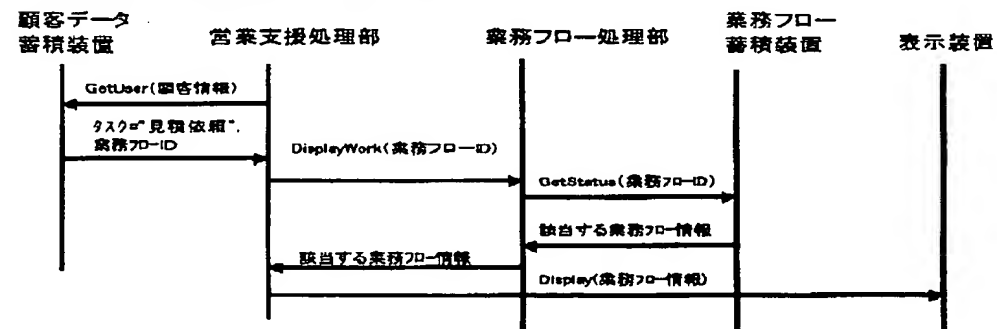 顧客データ
蓄積装置
営業支援処理部
業務フロー処理部
業務フロー
蓄積装置
表示装置
GetUser(顧客情報)
タスク="見積依頼",
業務フローID
DisplayWork(業務フローID)
GetStatus(業務フローID)
該当する業務フロー情報
該当する業務フロー情報
Display(業務フロー情報)